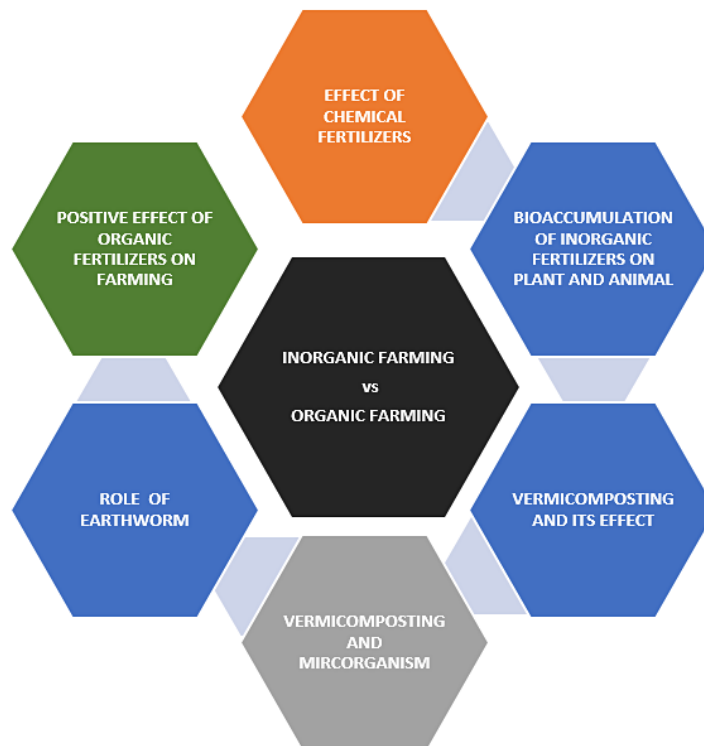 EFFECT OF
CHEMICAL
FERTILIZERS
BIOACCUMULATION
OF INORGANIC
FERTILIZERS ON
PLANT AND ANIMAL
VERMICOMPOSTING
AND ITS EFFECT
VERMICOMPOSTING
AND
MIRCORGANISM
ROLE OF
EARTHWORM
POSITIVE EFFECT OF
ORGANIC
FERTILIZERS ON
FARMING
INORGANIC FARMING
vs
ORGANIC FARMING